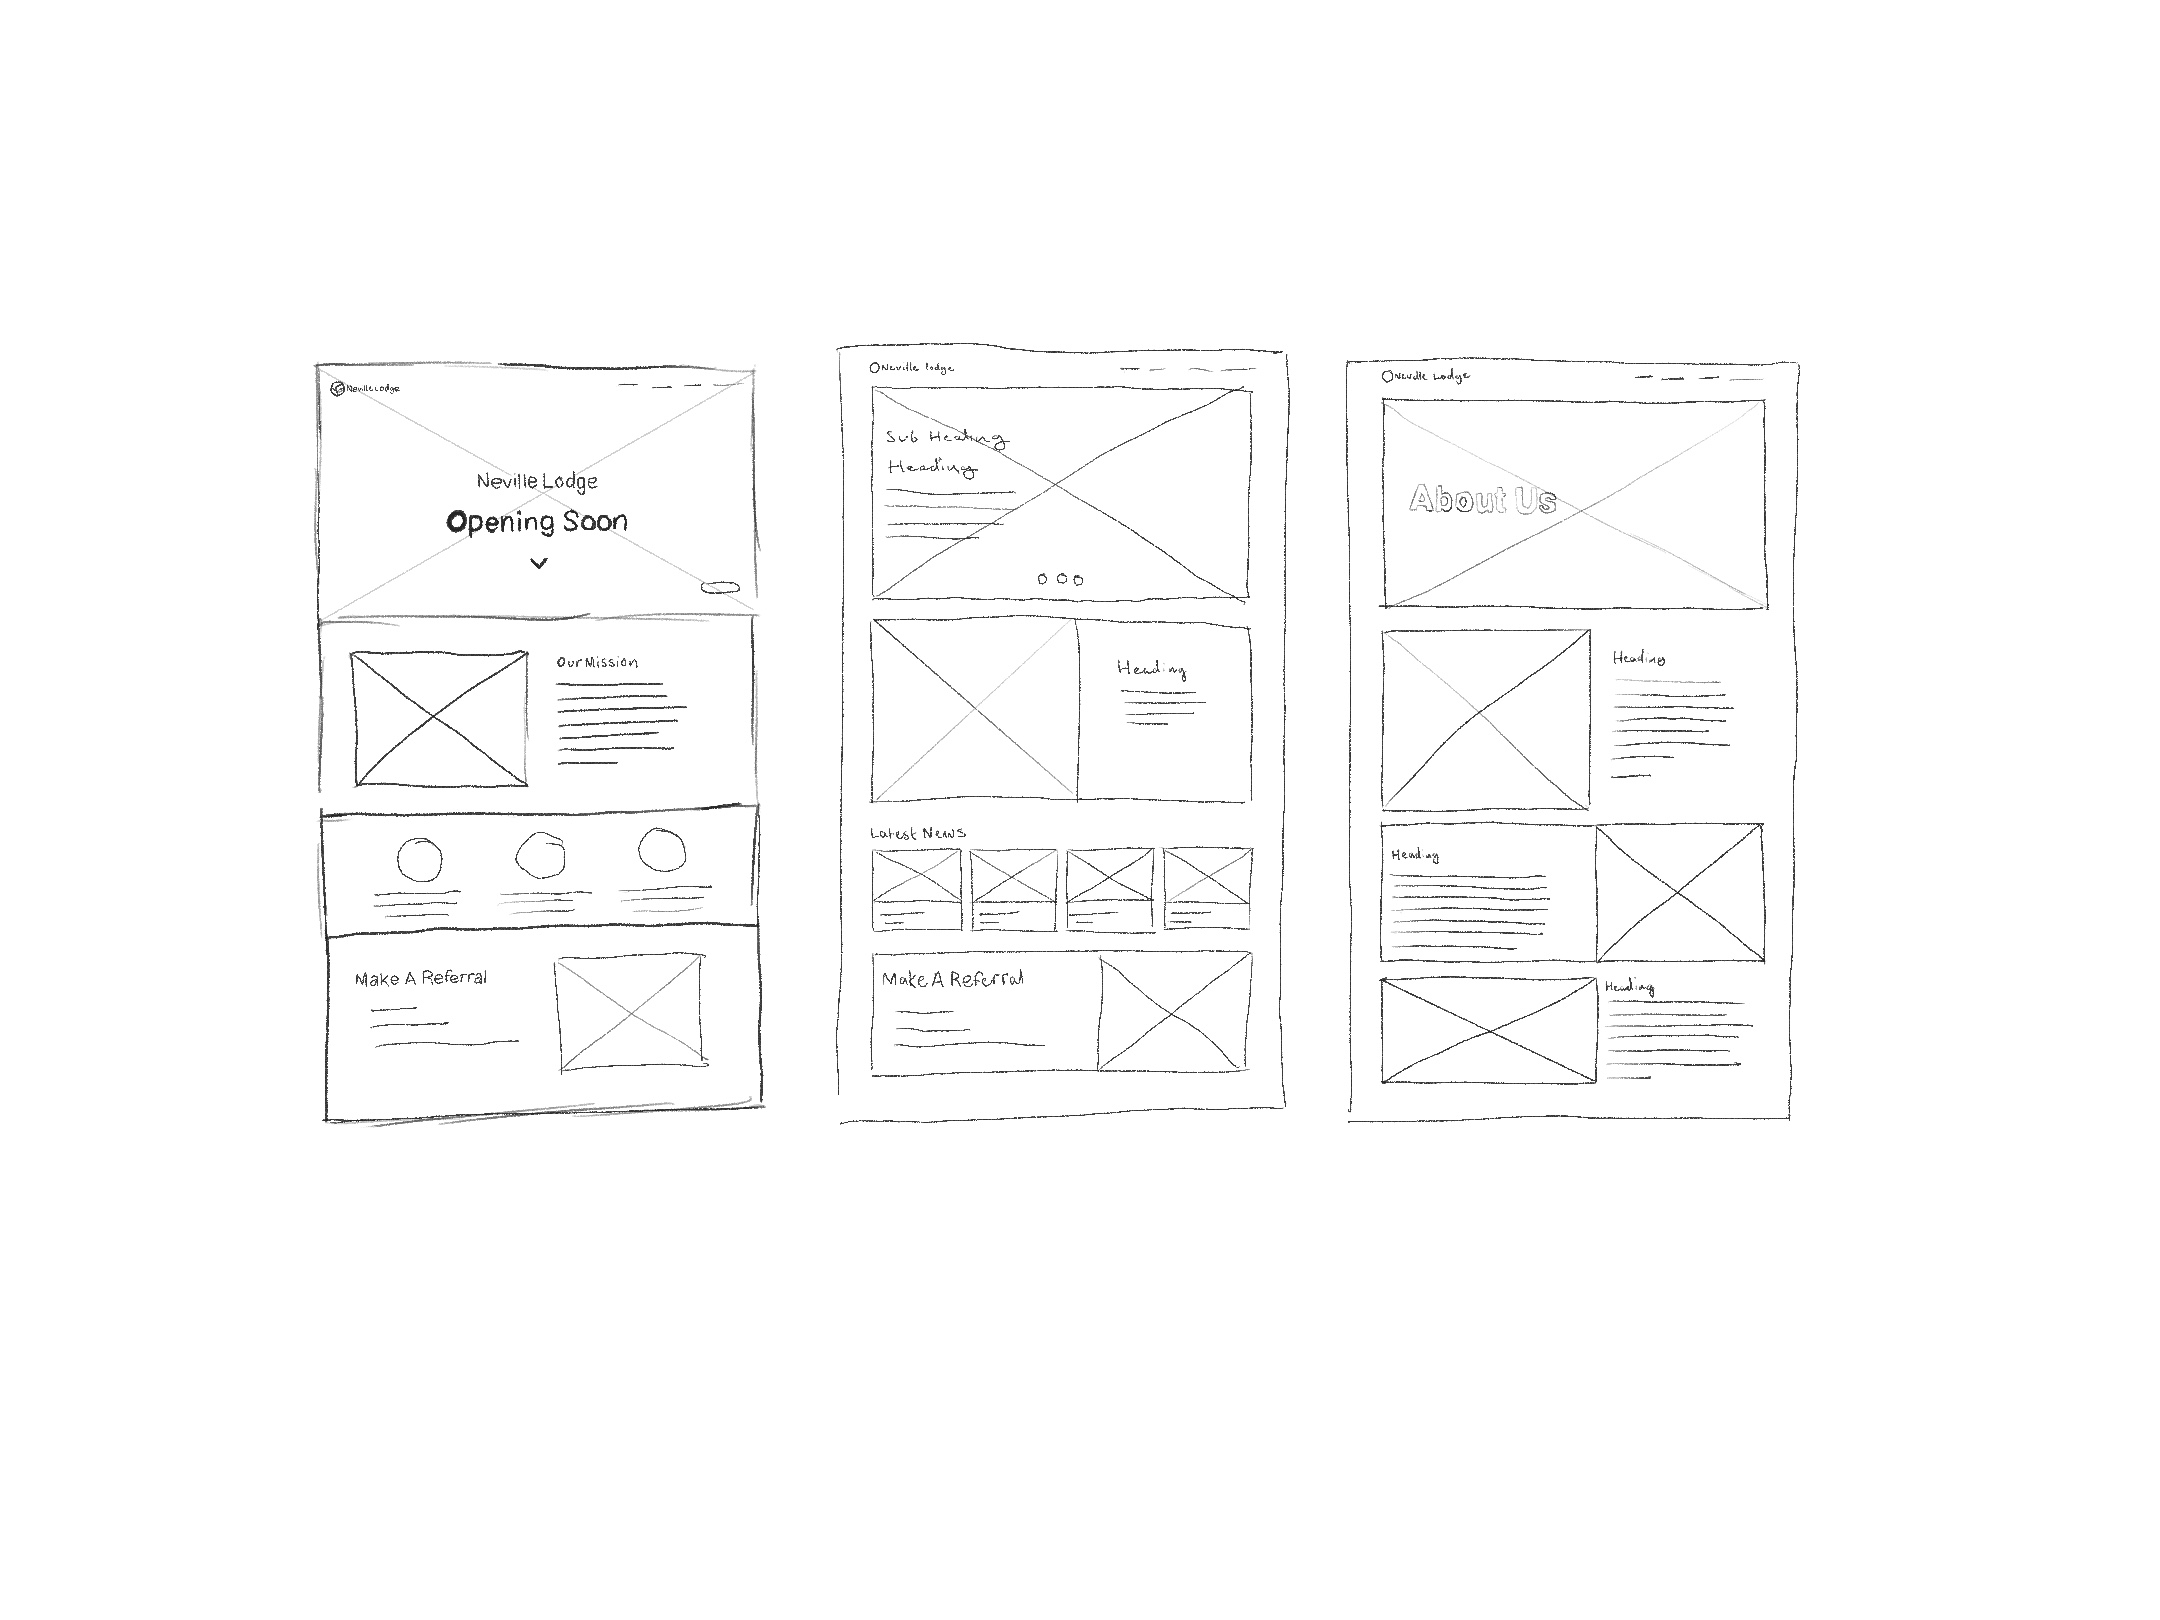 Neville Lodge
Neville Lodge
Opening Soon
Our Mission
Make A Referral
Neville lodge
Sub Heading
Heading
Heading
Latest News
Make A Referral
Neville Lodge
About Us
Heading
Heading
Heading